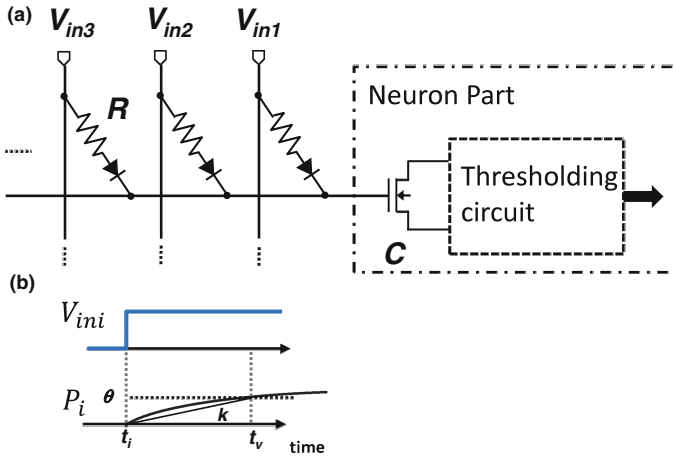 (a)
V_in3 V_in2 V_in1
R
Neuron Part
Thresholding
circuit
C
(b)
V_ini
P_i θ
k
t_i t_v time